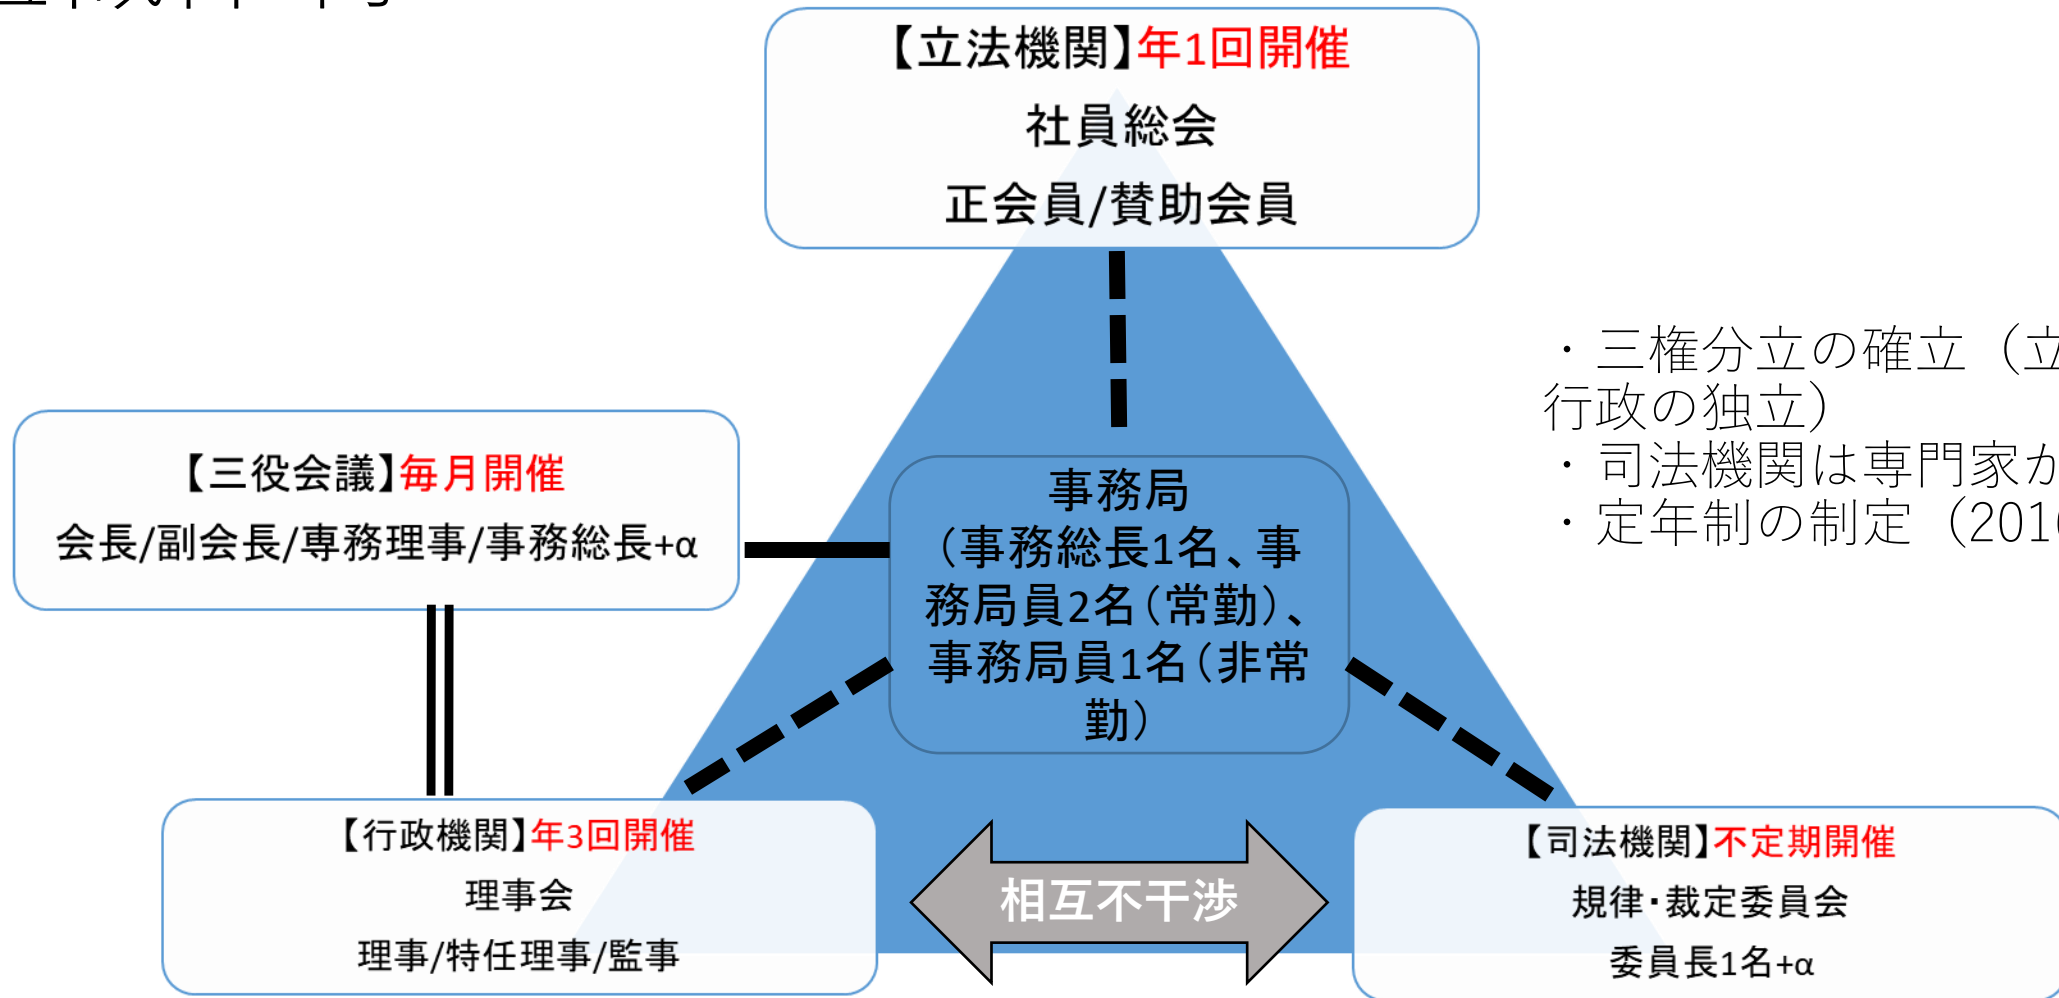 【立法機関】年1回開催
社員総会
正会員/賛助会員
・三権分立の確立（立
行政の独立）
・司法機関は専門家か
・定年制の制定（201
【三役会議】毎月開催
会長/副会長/専務理事/事務総長+α
事務局
（事務総長1名、事
務局員2名（常勤）、
事務局員1名（非常
勤）
【行政機関】年3回開催
理事会
理事/特任理事/監事
相互不干渉
【司法機関】不定期開催
規律・裁定委員会
委員長1名+α